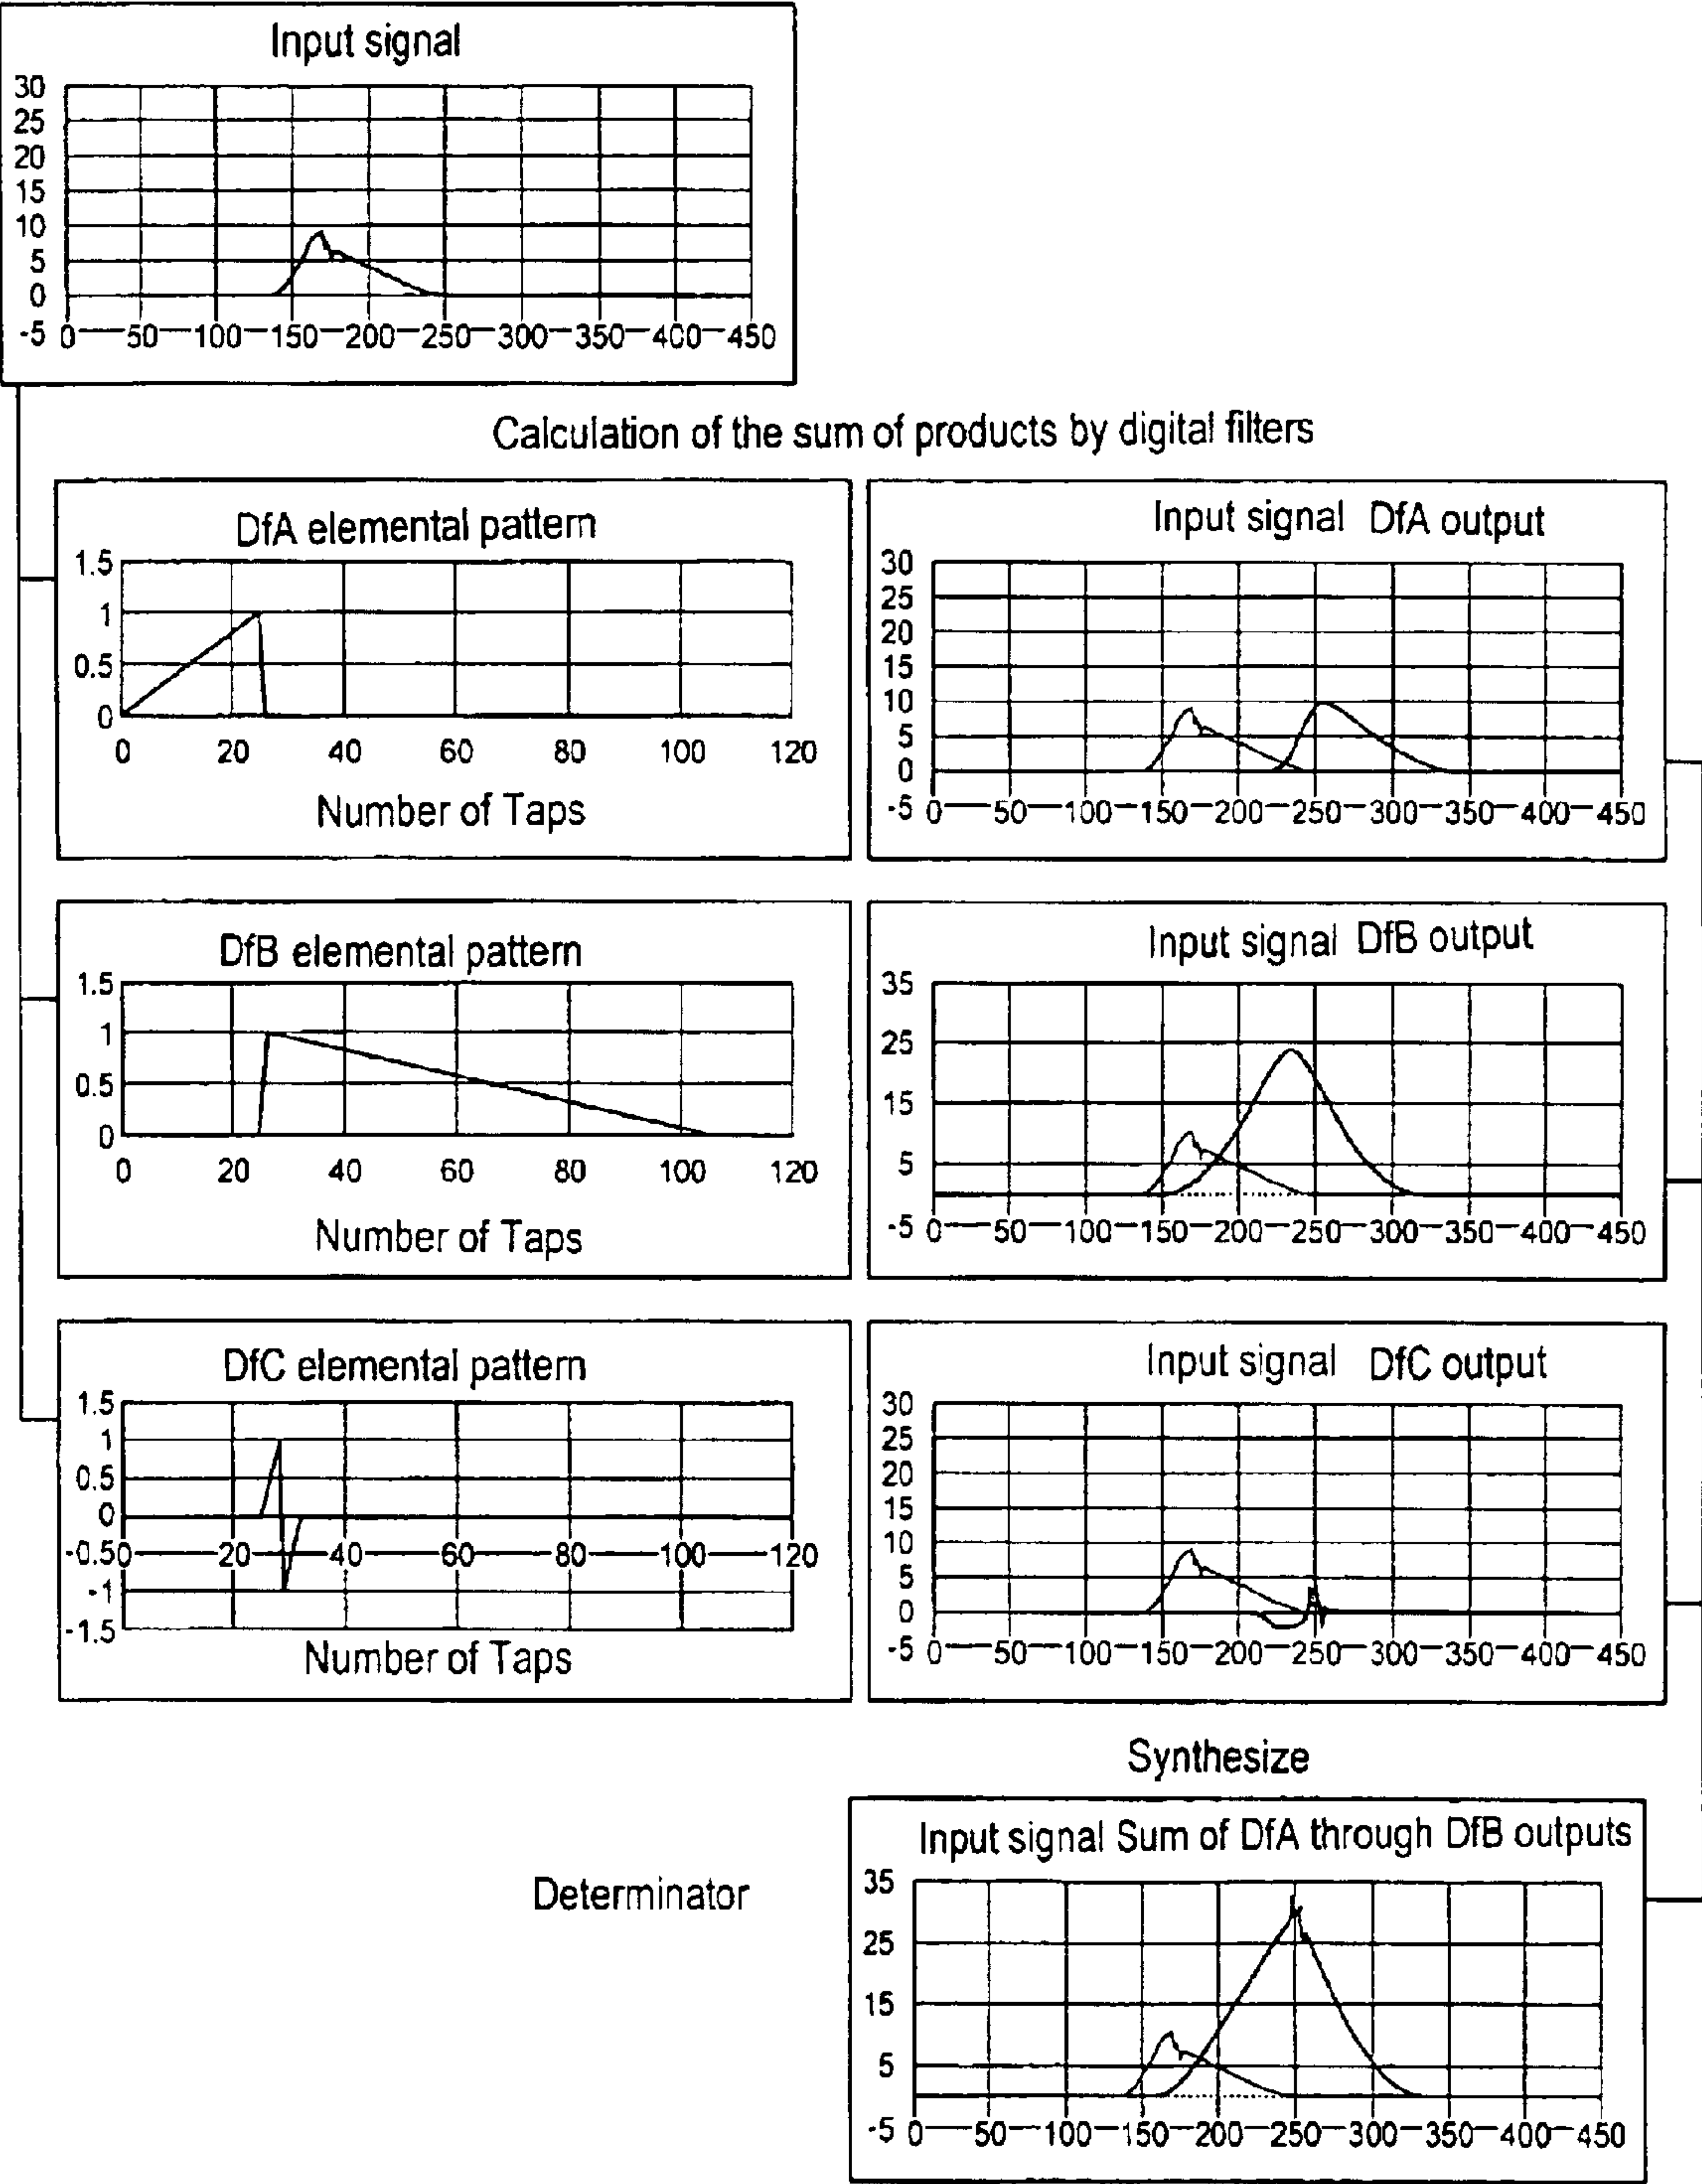 Input signal
30
25
20
15
10
5
0
-5 0 50 100 150 200 250 300 350 400 450
Calculation of the sum of products by digital filters
DfA elemental pattern
1.5
1
0.5
0
0 20 40 60 80 100 120
Number of Taps
Input signal DfA output
30
25
20
15
10
5
0
-5 0 50 100 150 200 250 300 350 400 450
DfB elemental pattern
1.5
1
0.5
0
0 20 40 60 80 100 120
Number of Taps
Input signal DfB output
35
25
15
5
-5 0 50 100 150 200 250 300 350 400 450
DfC elemental pattern
1.5
1
0.5
0
-0.50 20 40 60 80 100 120
-1
-1.5
Number of Taps
Input signal DfC output
30
25
20
15
10
5
0
-5 0 50 100 150 200 250 300 350 400 450
Synthesize
Determinator
Input signal Sum of DfA through DfB outputs
35
25
15
5
-5 0 50 100 150 200 250 300 350 400 450